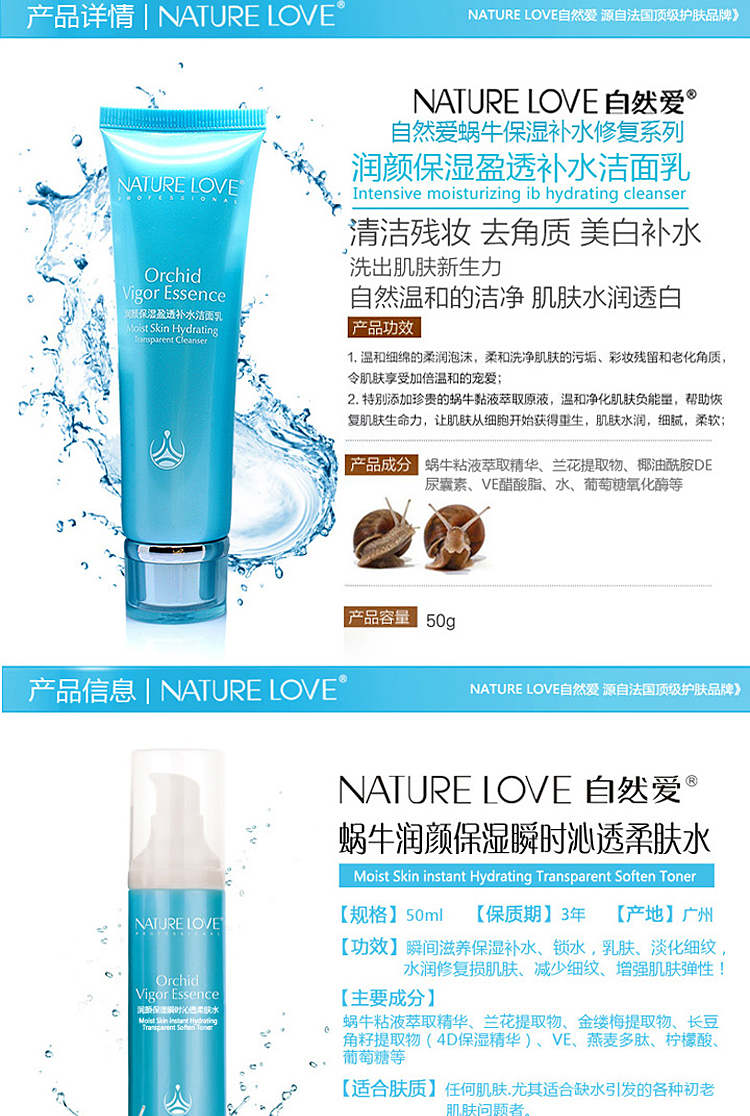 产品详情 | NATURE LOVE®
NATURE LOVE自然爱 源自法国顶级护肤品牌》
NATURE LOVE 自然爱®
自然爱蜗牛保湿补水修复系列
润颜保湿盈透补水洁面乳
Intensive moisturizing ib hydrating cleanser
清洁残妆 去角质 美白补水
洗出肌肤新生力
自然温和的洁净 肌肤水润透白
产品功效
1. 温和细绵的柔润泡沫，柔和洗净肌肤的污垢、彩妆残留和老化角质，
令肌肤享受加倍温和的宠爱；
2. 特别添加珍贵的蜗牛黏液萃取原液，温和净化肌肤负能量，帮助恢
复肌肤生命力，让肌肤从细胞开始获得重生，肌肤水润，细腻，柔软；
产品成分 蜗牛粘液萃取精华、兰花提取物、椰油酰胺DE
尿囊素、VE醋酸脂、水、葡萄糖氧化酶等
产品容量 50g
NATURE LOVE®
PROFESSIONAL
Orchid
Vigor Essence
润颜保湿盈透补水洁面乳
Moist Skin Hydrating
Transparent Cleanser
产品信息 | NATURE LOVE®
NATURE LOVE自然爱 源自法国顶级护肤品牌》
NATURE LOVE 自然爱®
蜗牛润颜保湿瞬时沁透柔肤水
Moist Skin instant Hydrating Transparent Soften Toner
【规格】50ml 【保质期】3年 【产地】广州
【功效】瞬间滋养保湿补水、锁水，乳肤、淡化细纹，
水润修复损肌肤、减少细纹、增强肌肤弹性！
【主要成分】
蜗牛粘液萃取精华、兰花提取物、金缕梅提取物、长豆
角籽提取物（4D保湿精华）、VE、燕麦多肽、柠檬酸、
葡萄糖等
【适合肤质】任何肌肤.尤其适合缺水引发的各种初老
肌肤问题者。
NATURE LOVE®
PROFESSIONAL
Orchid
Vigor Essence
润颜保湿瞬时沁透柔肤水
Moist Skin instant Hydrating
Transparent Soften Toner